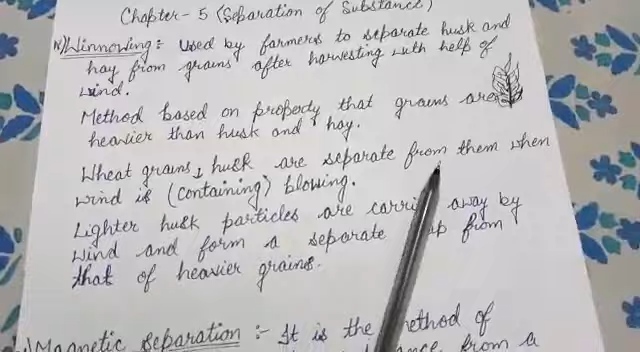 Chapter - 5 (Separation of Substance)
Winnowing:- Used by farmers to separate husk and
hay from grains after harvesting with help of
wind.
Method based on property that grains are
heavier than husk and hay.
Wheat grains & husk are separate from them when
wind is (containing) blowing.
Lighter husk particles are carri away by
wind and form a separate up from
that of heavier grains.
Magnetic Separation :- It is the method of
from a